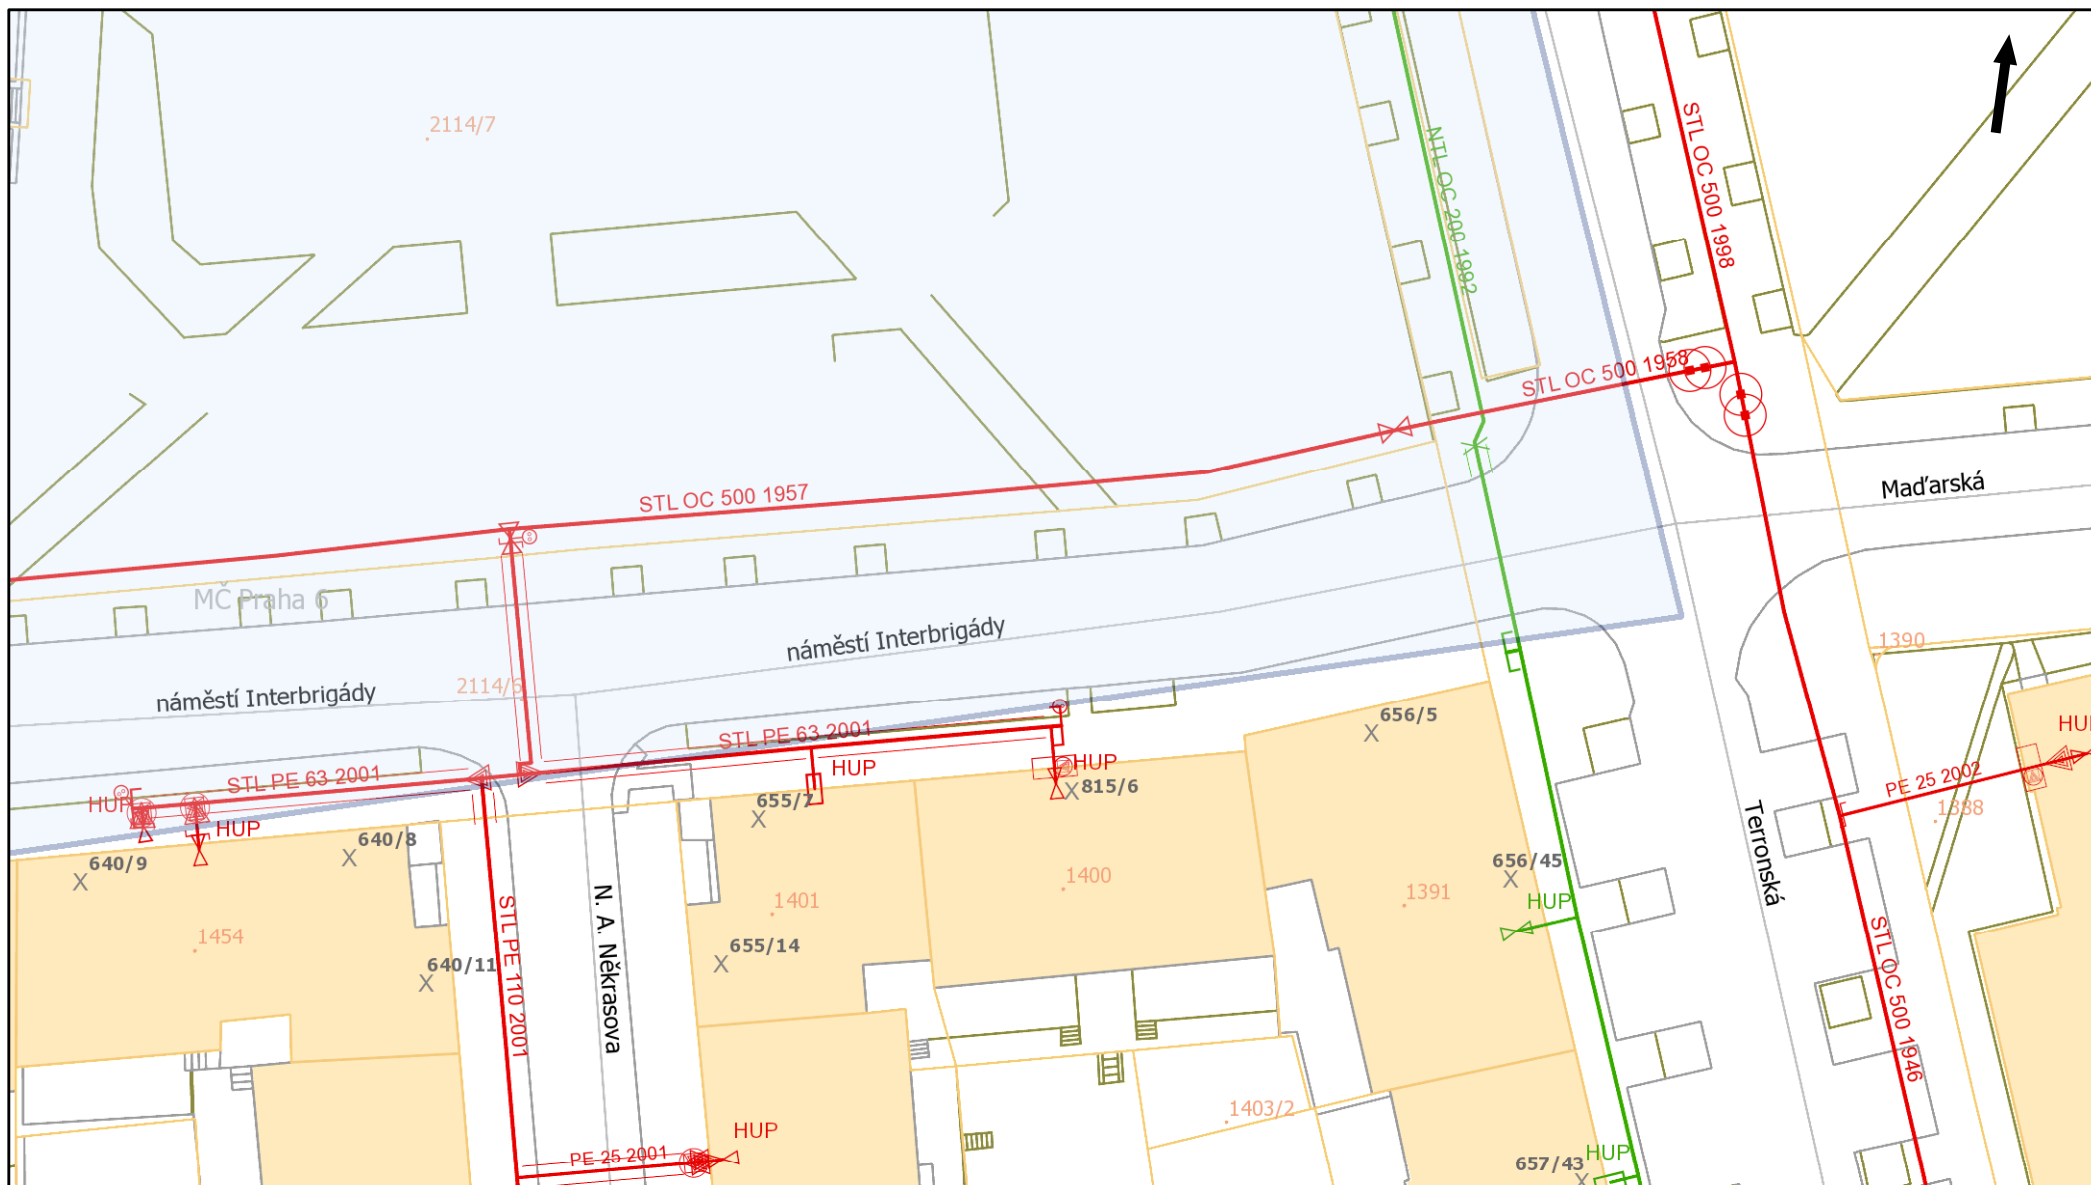 2114/7
NTL OC 200 1992
STL OC 500 1998
STL OC 500 1958
Maďarská
STL OC 500 1957
MČ Praha 6
náměstí Interbrigády
náměstí Interbrigády
2114/6
1390
656/5
STL PE 63 2001
STL PE 63 2001
HUP
HUP
HUP
HUP
HUP
815/6
655/7
640/8
640/9
PE 25 2002
1388
Terronská
656/45
HUP
1400
1401
1391
1454
655/14
640/11
N. A. Někrasova
STL PE 110 2001
STL OC 500 1946
1403/2
HUP
PE 25 2001
HUP
657/43